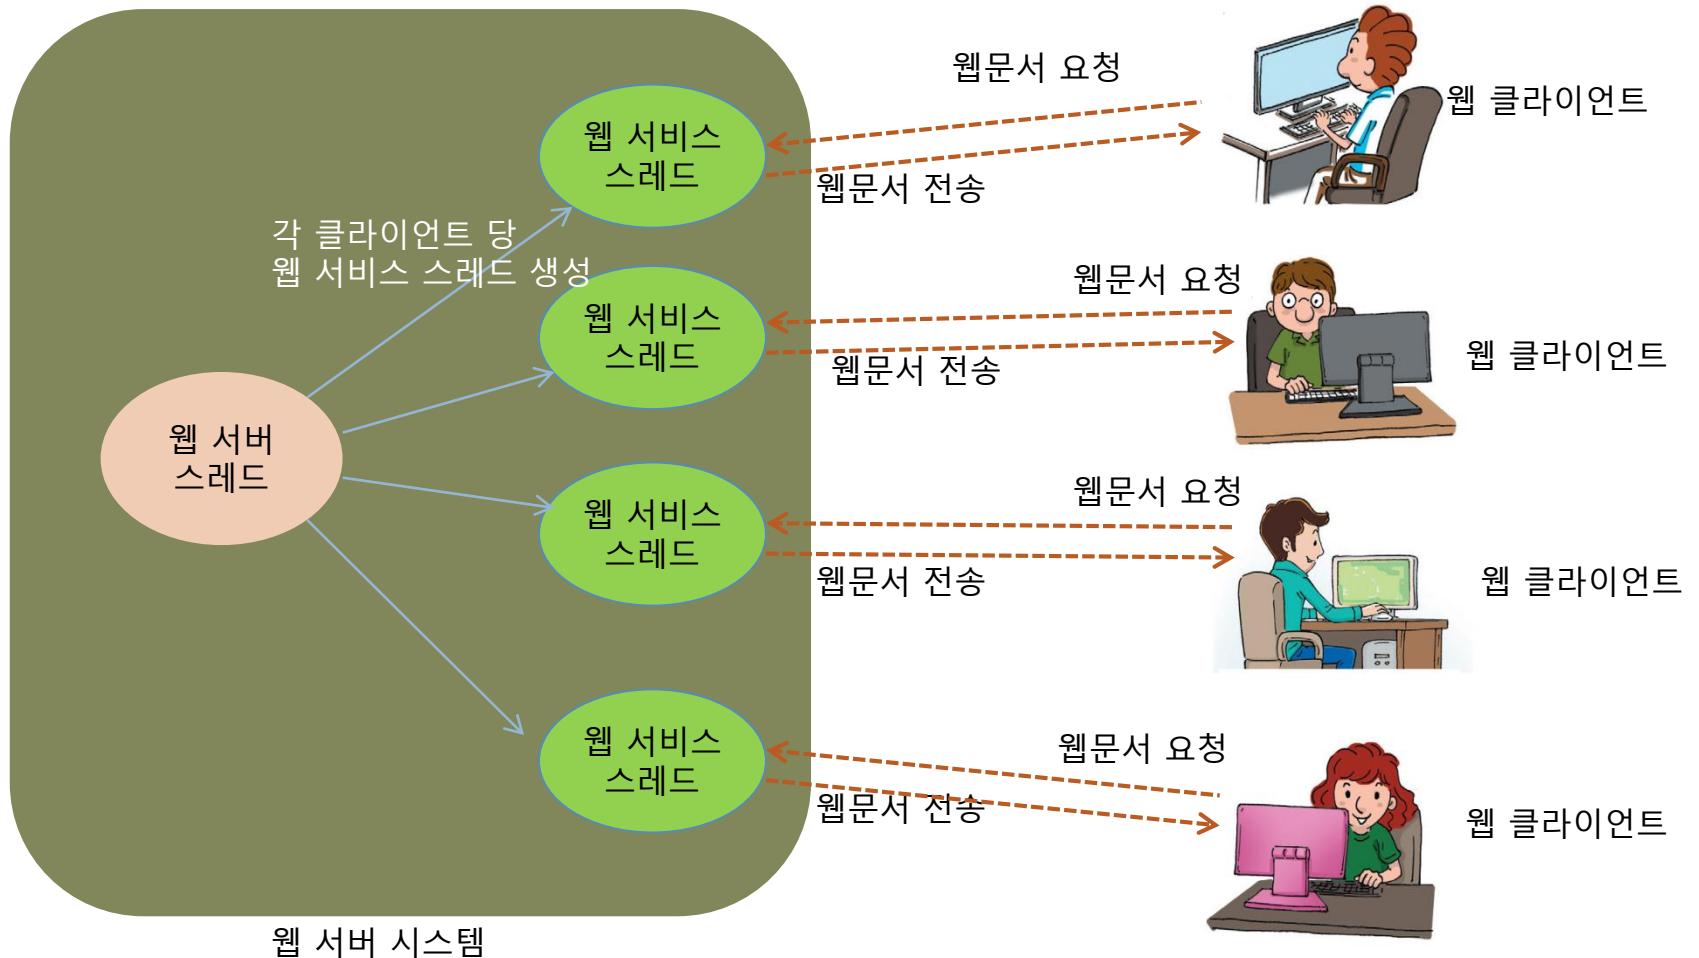 웹문서 요청
웹 클라이언트
웹 서비스
스레드
웹문서 전송
각 클라이언트 당
웹 서비스 스레드 생성
웹문서 요청
웹 서비스
스레드
웹 클라이언트
웹문서 전송
웹 서버
스레드
웹문서 요청
웹 서비스
스레드
웹문서 전송
웹 클라이언트
웹문서 요청
웹 서비스
스레드
웹문서 전송
웹 클라이언트
웹 서버 시스템